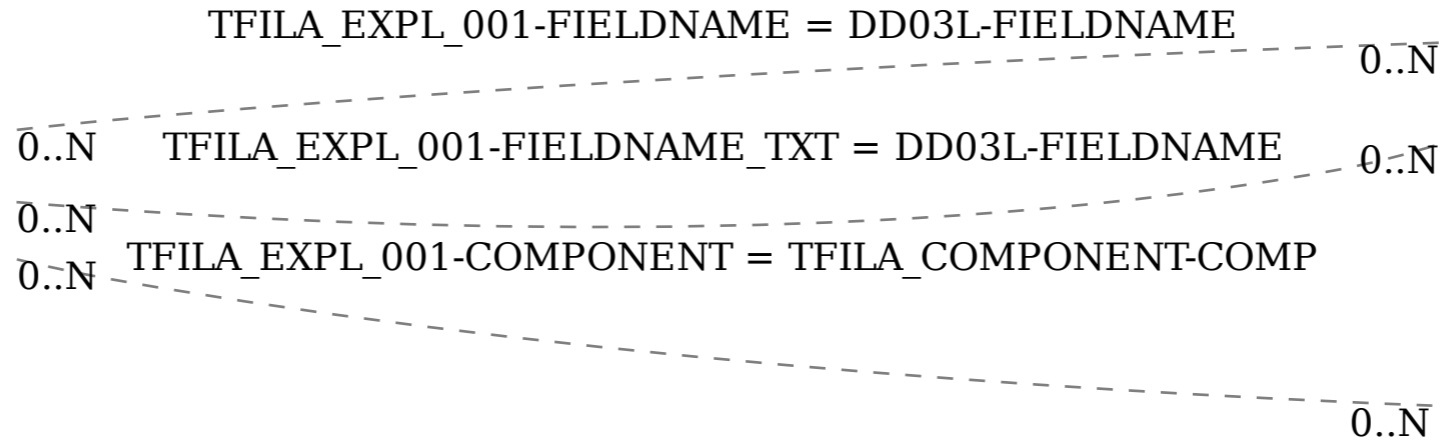 TFILA_EXPL_001-FIELDNAME = DD03L-FIELDNAME
0..N
0..N
TFILA_EXPL_001-FIELDNAME_TXT = DD03L-FIELDNAME
0..N
0..N
TFILA_EXPL_001-COMPONENT = TFILA_COMPONENT-COMP
0..N
0..N